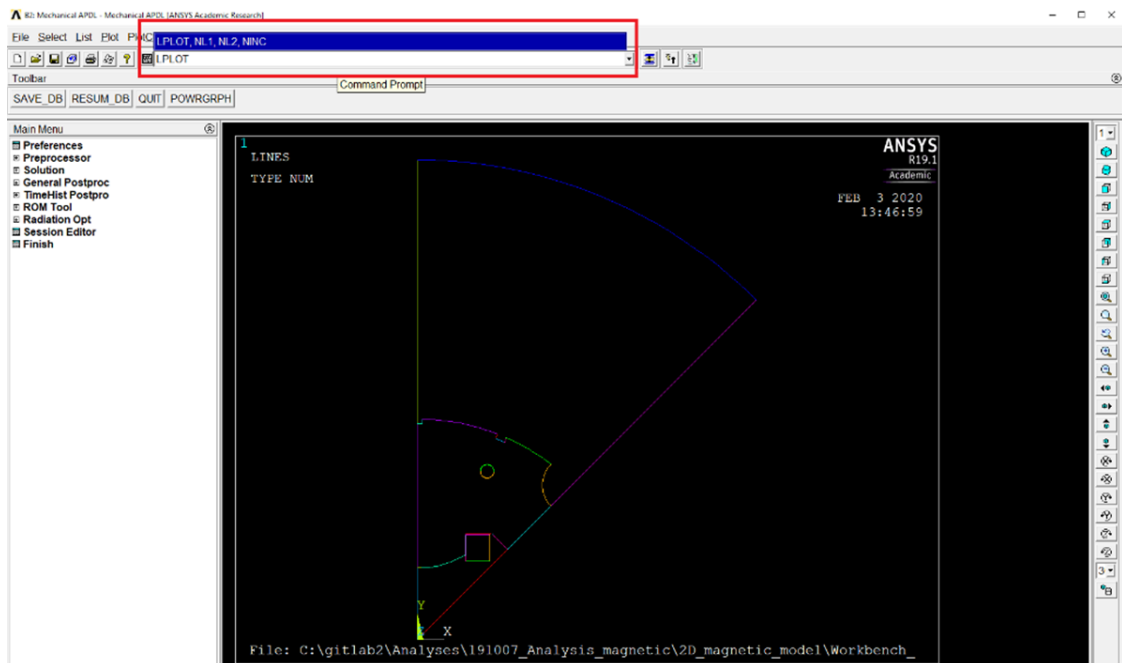 B2: Mechanical APDL - Mechanical APDL [ANSYS Academic Research]
File Select List Plot
LPLOT, NL1, NL2, NINC
LPLOT
Toolbar
Command Prompt
SAVE_DB RESUM_DB QUIT POWRGRPH
Main Menu
Preferences
Preprocessor
Solution
General Postproc
TimeHist Postpro
ROM Tool
Radiation Opt
Session Editor
Finish
1
LINES
TYPE NUM
ANSYS
R19.1
Academic
FEB 3 2020
13:46:59
1
3
Y
X
File: C:\gitlab2\Analyses\191007_Analysis_magnetic\2D_magnetic_model\Workbench_